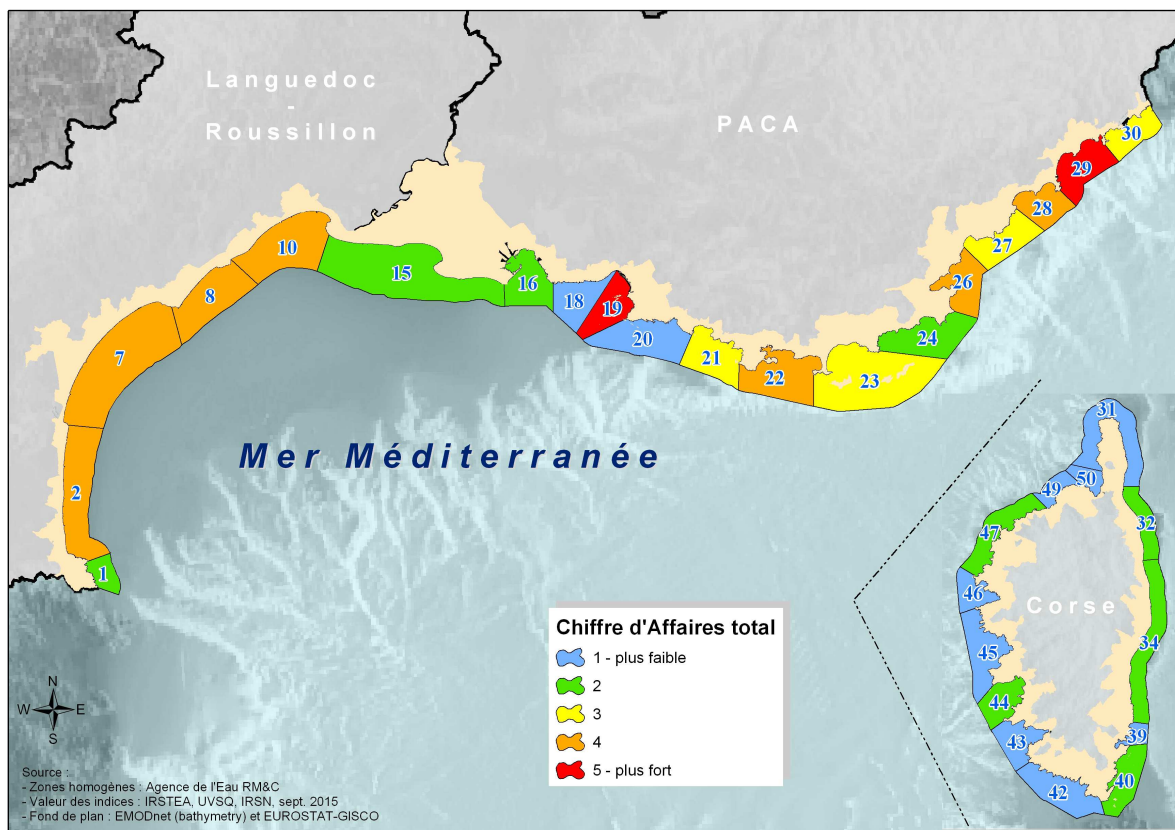 Languedoc
-
Roussillon
PACA
30
29
28
27
10
15
16
26
8
18
19
24
20
21
7
22
23
Mer Méditerranée
31
50
49
2
32
47
1
46
Corse
34
45
44
39
43
40
42
Chiffre d'Affaires total
1 - plus faible
2
3
4
5 - plus fort
N
W E
S
Source :
- Zones homogènes : Agence de l'Eau RM&C
- Valeur des indices : IRSTEA, UVSQ, IRSN, sept. 2015
- Fond de plan : EMODnet (bathymetry) et EUROSTAT-GISCO